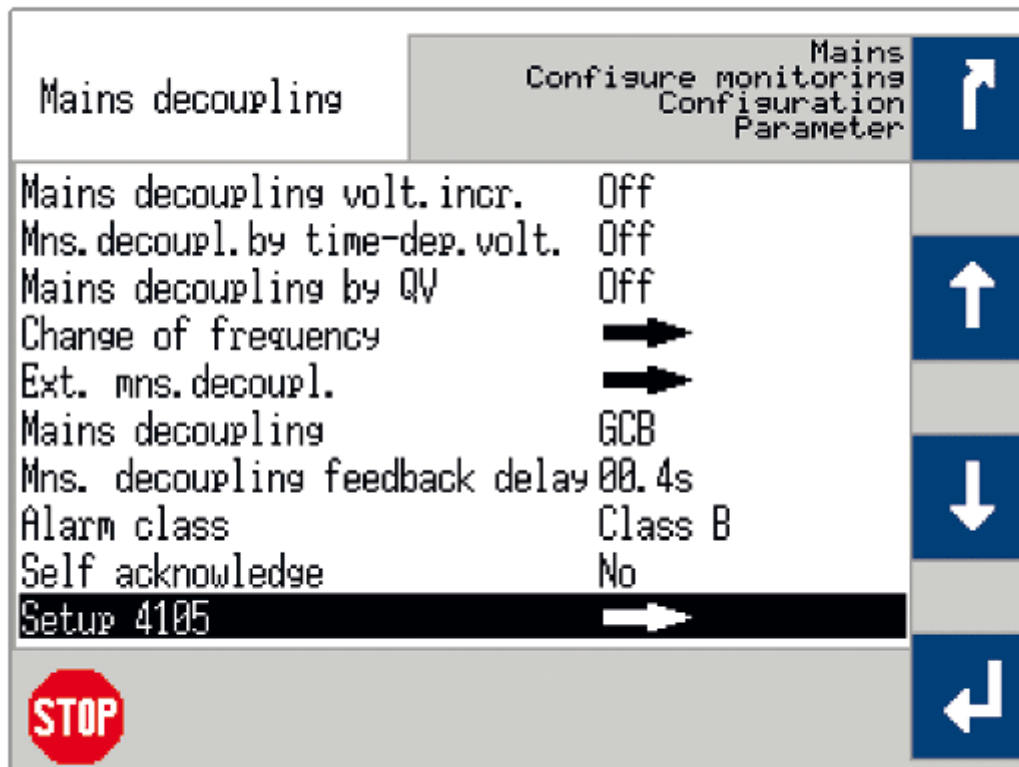 Mains decoupling
Mains
Configure monitoring
Configuration
Parameter
Mains decoupling volt.incr. Off
Mns.decoupl.by time-dep.volt. Off
Mains decoupling by QV Off
Change of frequency
Ext. mns.decoupl.
Mains decoupling GCB
Mns. decoupling feedback delay 00.4s
Alarm class Class B
Self acknowledge No
Setup 4105
STOP